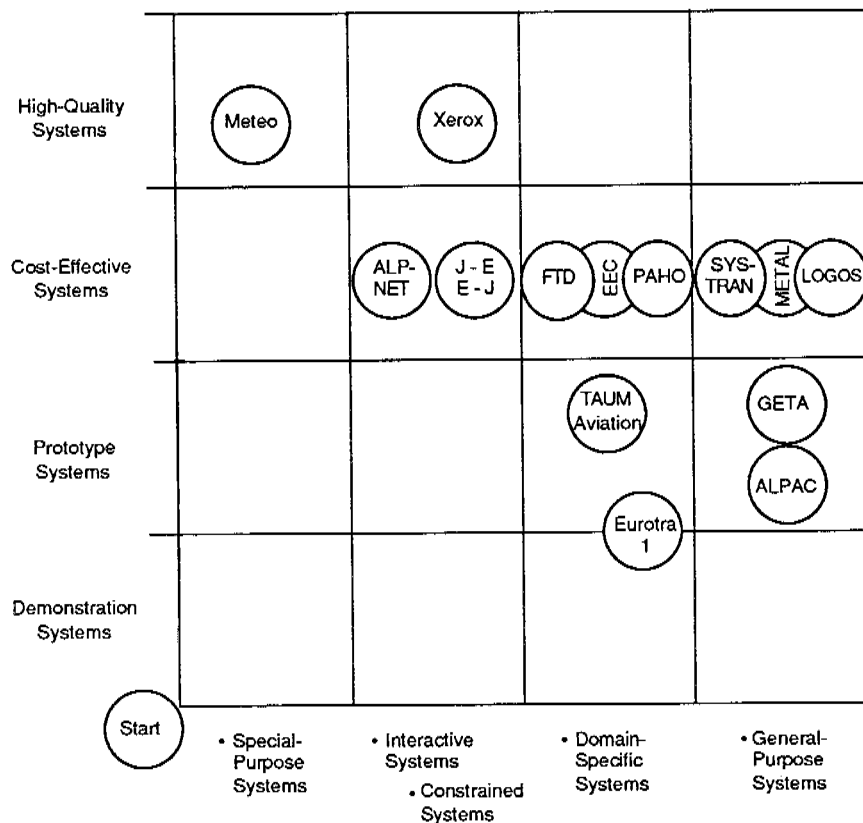 High-Quality
Systems
Meteo
Xerox
Cost-Effective
Systems
ALP-
NET
J - E
E - J
FTD
EEC
PAHO
SYS-
TRAN
METAL
LOGOS
Prototype
Systems
TAUM
Aviation
GETA
ALPAC
Eurotra
1
Demonstration
Systems
Start
• Special-
Purpose
Systems
• Interactive
Systems
• Constrained
Systems
• Domain-
Specific
Systems
• General-
Purpose
Systems